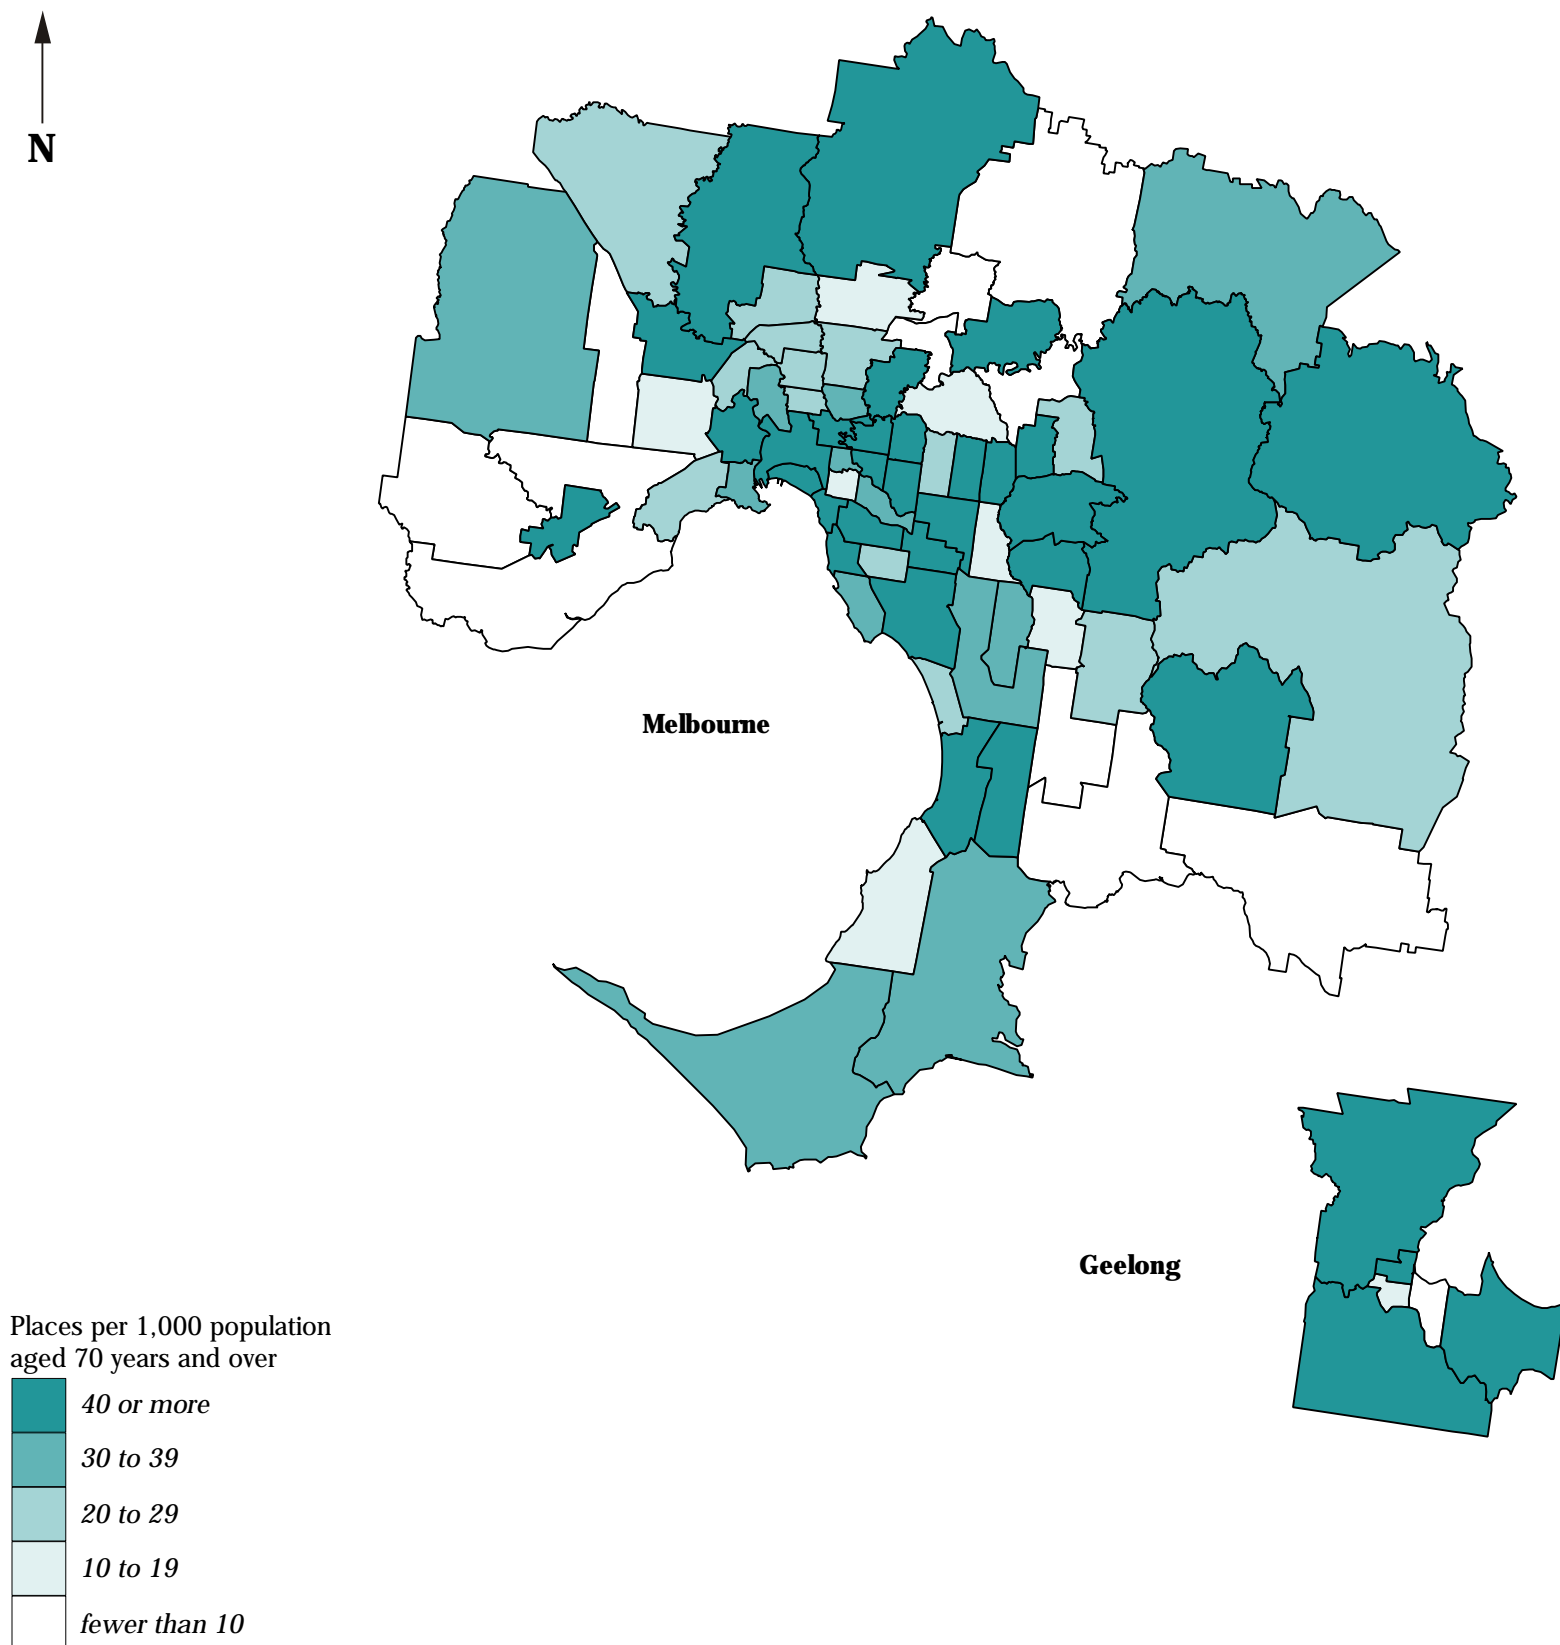 N
Melbourne
Geelong
Places per 1,000 population
aged 70 years and over
40 or more
30 to 39
20 to 29
10 to 19
fewer than 10